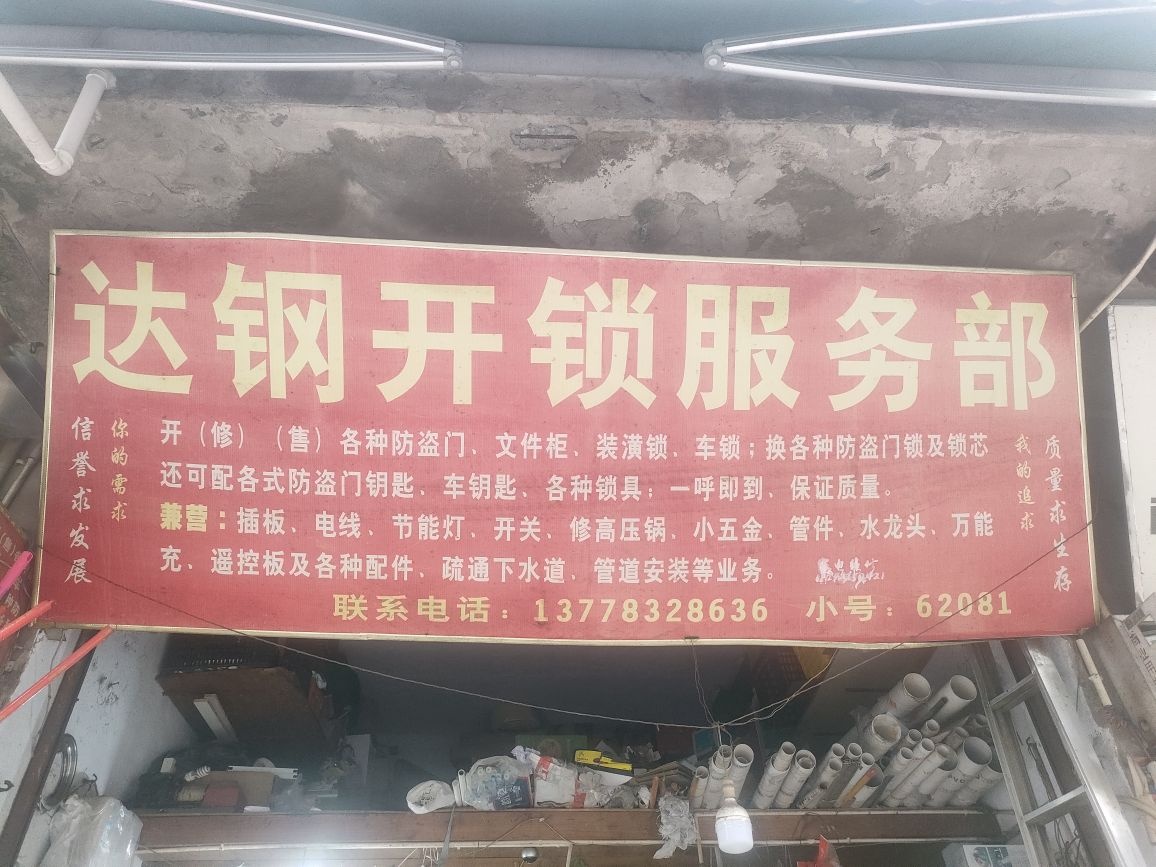 达钢开锁服务部
信誉求发展
你的需求
开（修）（售）各种防盗门、文件柜、装潢锁、车锁；换各种防盗门锁及锁芯
还可配各式防盗门钥匙、车钥匙、各种锁具；一呼即到、保证质量。
兼营：插板、电线、节能灯、开关、修高压锅、小五金、管件、水龙头、万能
充、遥控板及各种配件、疏通下水道、管道安装等业务。
我的追求
质量求生存
联系电话：13778328636 小号：62081